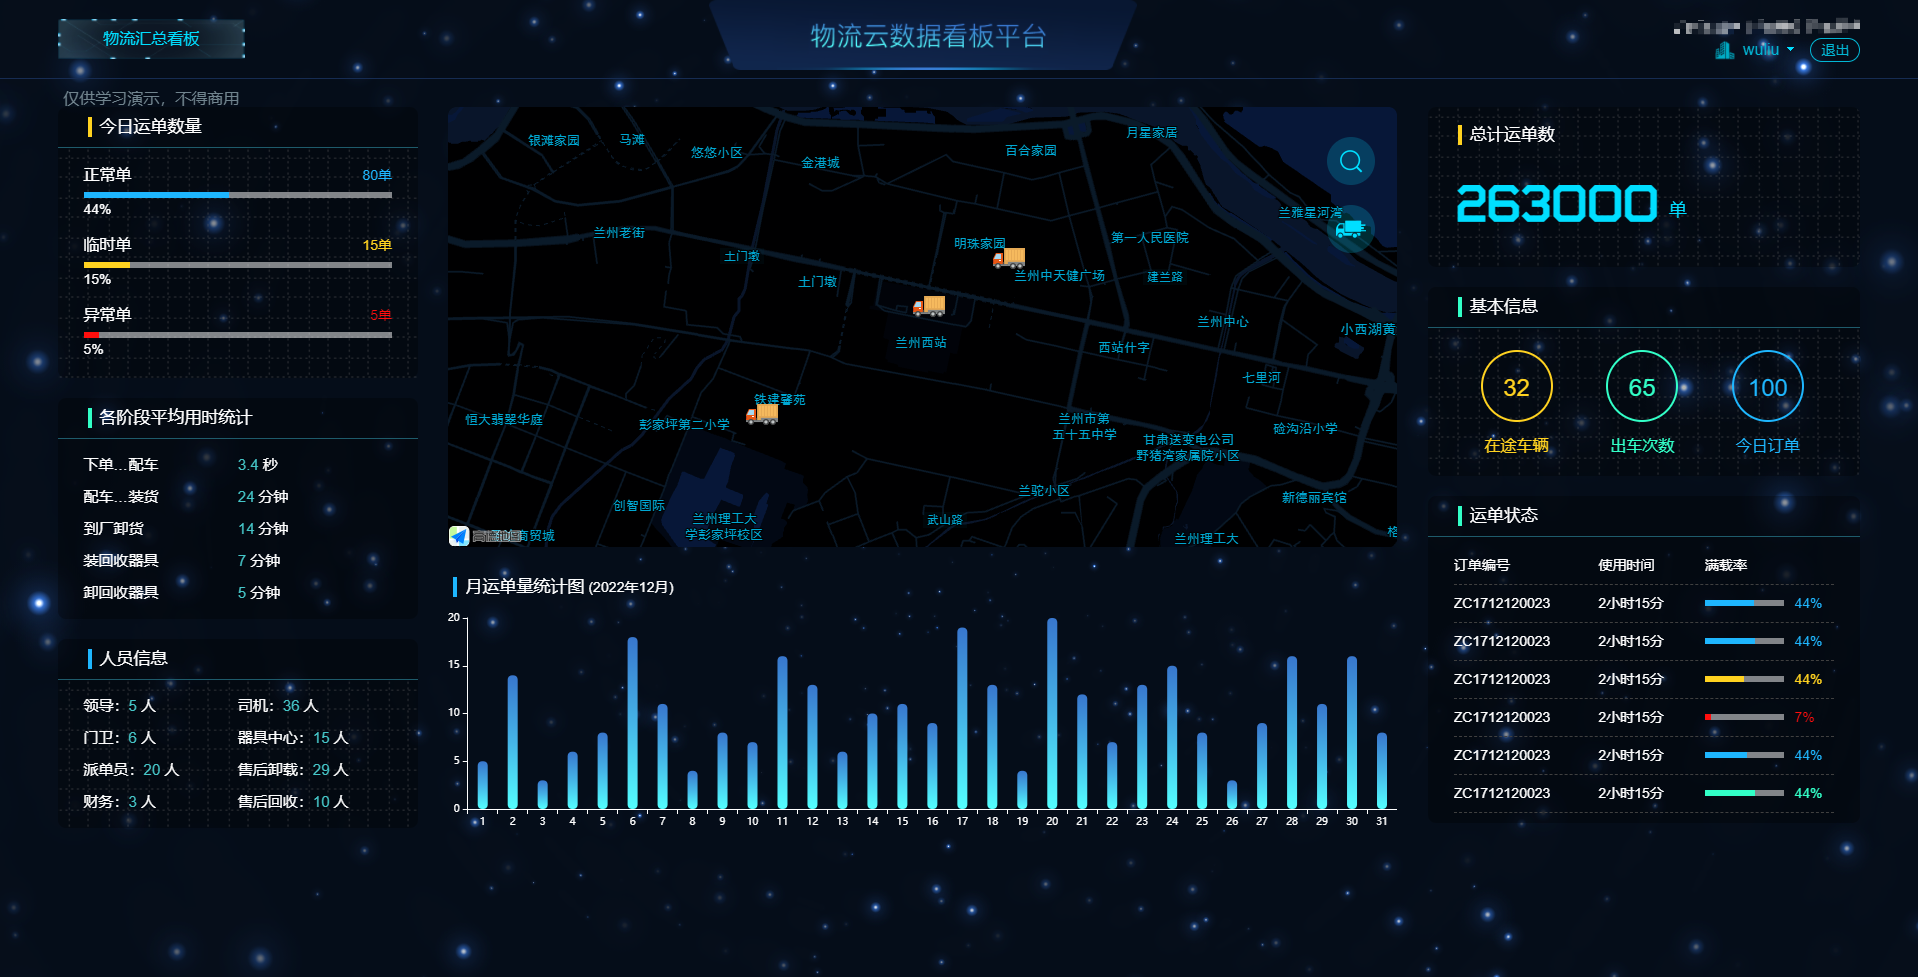 物流汇总看板
物流云数据看板平台
wuliu
退出
仅供学习演示，不得商用
今日运单数量
正常单 80单
44%
临时单 15单
15%
异常单 5单
5%
各阶段平均用时统计
下单...配车 3.4 秒
配车...装货 24 分钟
到厂卸货 14 分钟
装回收器具 7 分钟
卸回收器具 5 分钟
人员信息
领导：5 人 司机：36 人
门卫：6 人 器具中心：15 人
派单员：20 人 售后卸载：29 人
财务：3 人 售后回收：10 人
银滩家园
马滩
悠悠小区
金港城
百合家园
月星家居
兰雅星河湾
兰州老街
土门墩
明珠家园
第一人民医院
土门墩
兰州中天健广场
建兰路
兰州中心
小西湖黄
兰州西站
西站什字
七里河
铁建馨苑
恒大翡翠华庭
彭家坪第二小学
兰州市第
五十五中学
甘肃送变电公司
野猪湾家属院小区
硷沟沿小学
兰驼小区
新德丽宾馆
创智国际
兰州理工大
学彭家坪校区
武山路
兰州理工大
格
高德地图
商贸城
月运单量统计图 (2022年12月)
20
15
10
5
0
1 2 3 4 5 6 7 8 9 10 11 12 13 14 15 16 17 18 19 20 21 22 23 24 25 26 27 28 29 30 31
总计运单数
263000 单
基本信息
32 65 100
在途车辆 出车次数 今日订单
运单状态
订单编号 使用时间 满载率
ZC1712120023 2小时15分 44%
ZC1712120023 2小时15分 44%
ZC1712120023 2小时15分 44%
ZC1712120023 2小时15分 7%
ZC1712120023 2小时15分 44%
ZC1712120023 2小时15分 44%